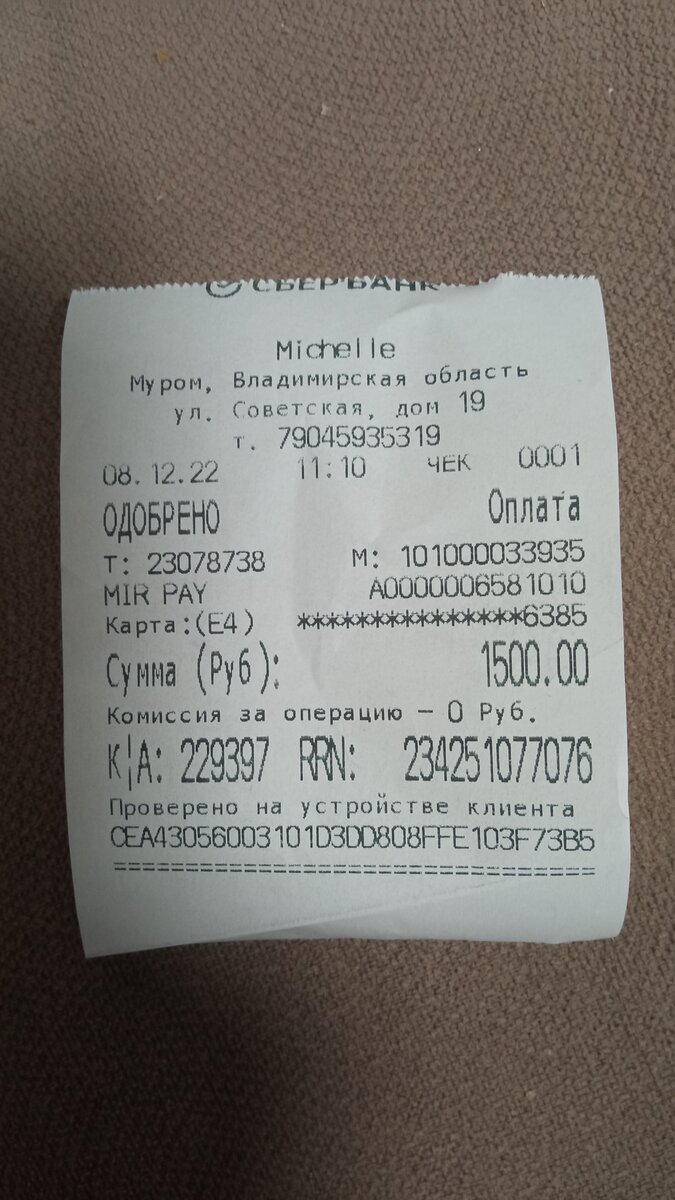 СБЕРБАНК
Michelle
Муром, Владимирская область
ул. Советская, дом 19
т. 79045935319
08.12.22 11:10 ЧЕК 0001
ОДОБРЕНО Оплата
Т: 23078738 М: 101000033935
MIR PAY A0000006581010
Карта:(E4) ***************6385
Сумма (Руб): 1500.00
Комиссия за операцию – 0 Руб.
К/А: 229397 RRN: 234251077076
Проверено на устройстве клиента
CEA43056003101D3DD808FFE103F73B5
================================